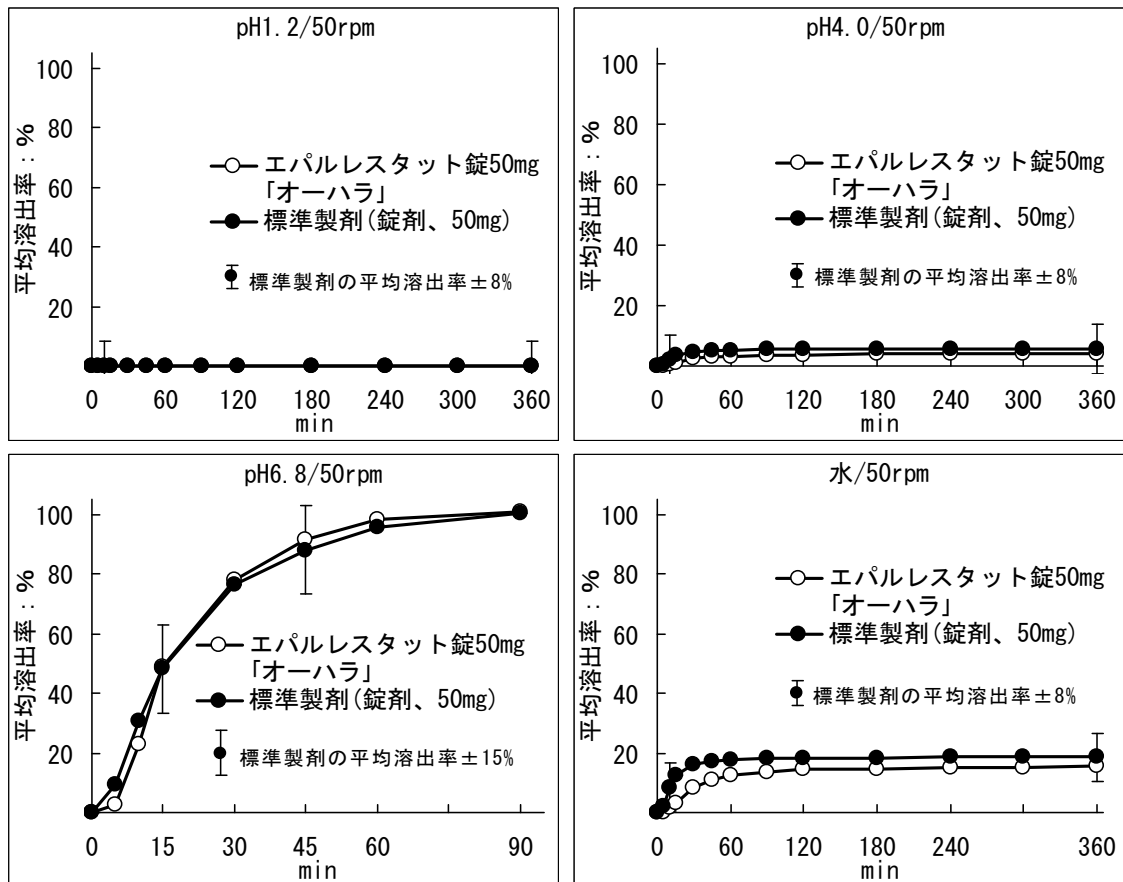 pH1.2/50rpm
平均溶出率：%
100
80
60
40
20
エパルレスタット錠50mg
「オーハラ」
標準製剤(錠剤、50mg)
標準製剤の平均溶出率±8%
0 60 120 180 240 300 360
min
pH4.0/50rpm
平均溶出率：%
100
80
60
40
20
エパルレスタット錠50mg
「オーハラ」
標準製剤(錠剤、50mg)
標準製剤の平均溶出率±8%
0 60 120 180 240 300 360
min
pH6.8/50rpm
平均溶出率：%
100
80
60
40
20
エパルレスタット錠50mg
「オーハラ」
標準製剤(錠剤、50mg)
標準製剤の平均溶出率±15%
0 15 30 45 60 90
min
水/50rpm
平均溶出率：%
100
80
60
40
20
エパルレスタット錠50mg
「オーハラ」
標準製剤(錠剤、50mg)
標準製剤の平均溶出率±8%
0 60 120 180 240 300 360
min